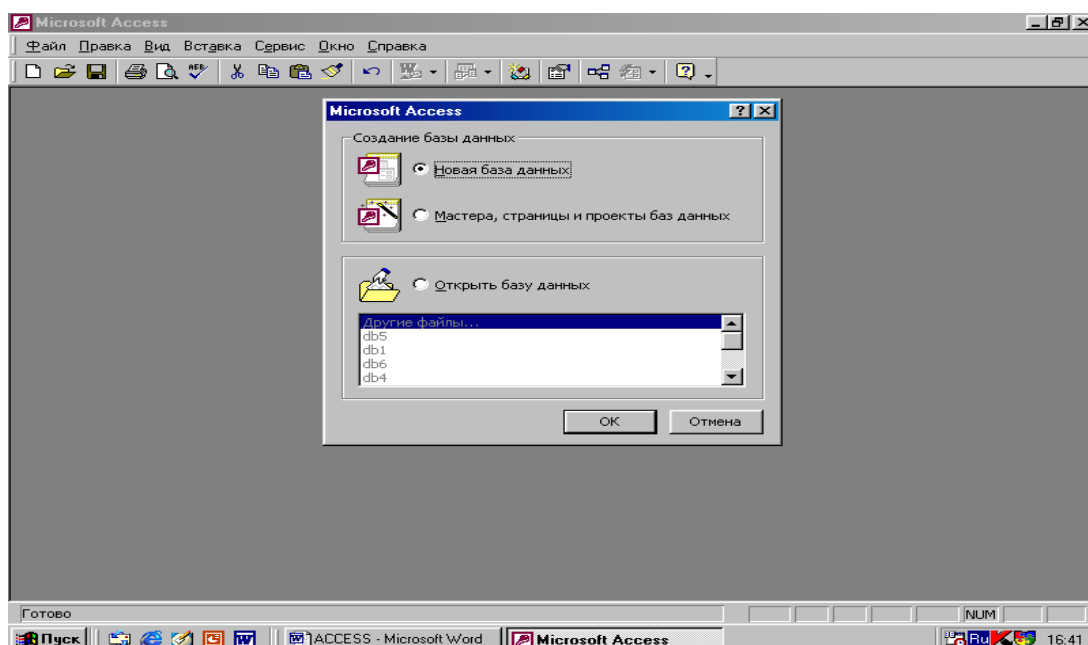 Microsoft Access
Файл Правка Вид Вставка Сервис Окно Справка
Microsoft Access
Создание базы данных
Новая база данных
Мастера, страницы и проекты баз данных
Открыть базу данных
Другие файлы...
db5
db1
db6
db4
OK Отмена
Готово NUM
Пуск ACCESS - Microsoft Word Microsoft Access Ru 16:41